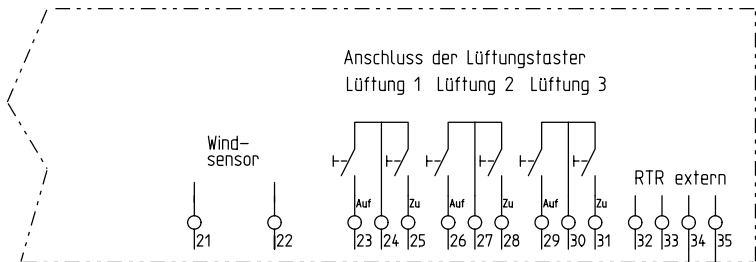 Anschluss der Lüftungstaster
Lüftung 1 Lüftung 2 Lüftung 3
Wind-
sensor
RTR extern
Auf Zu Auf Zu Auf Zu
21 22 23 24 25 26 27 28 29 30 31 32 33 34 35